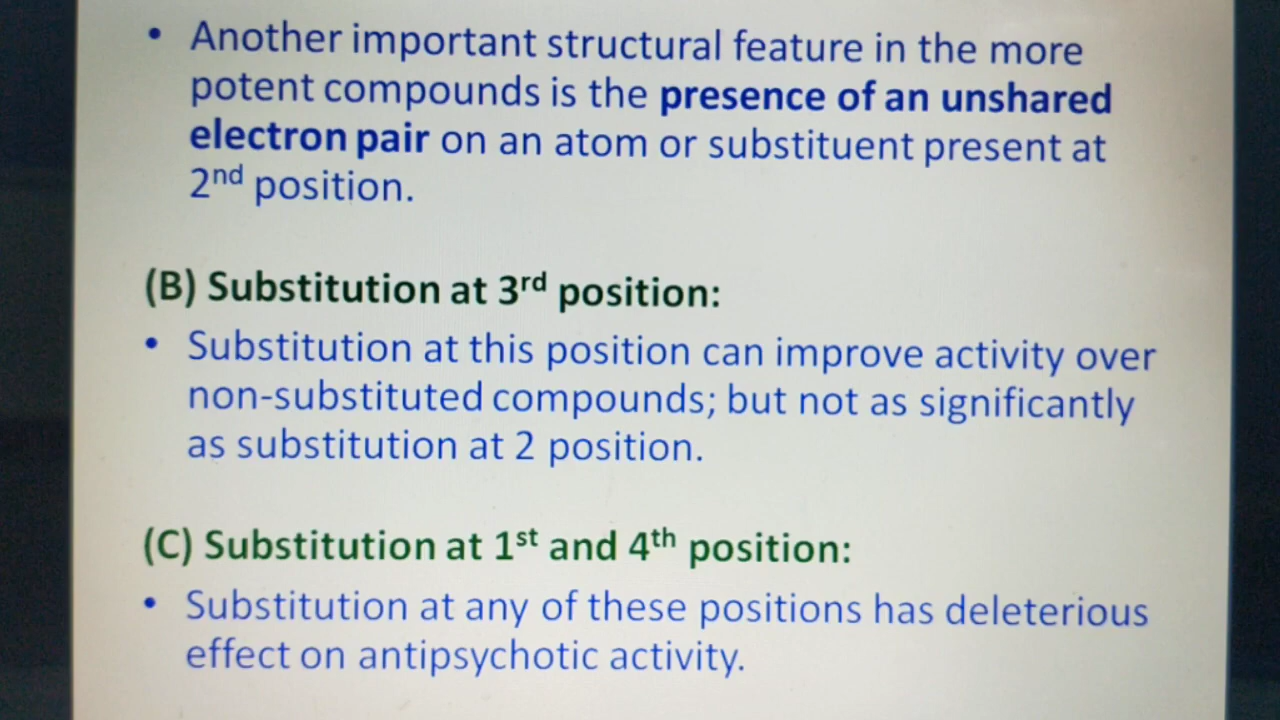 • Another important structural feature in the more
potent compounds is the presence of an unshared
electron pair on an atom or substituent present at
2nd position.
(B) Substitution at 3rd position:
• Substitution at this position can improve activity over
non-substituted compounds; but not as significantly
as substitution at 2 position.
(C) Substitution at 1st and 4th position:
• Substitution at any of these positions has deleterious
effect on antipsychotic activity.